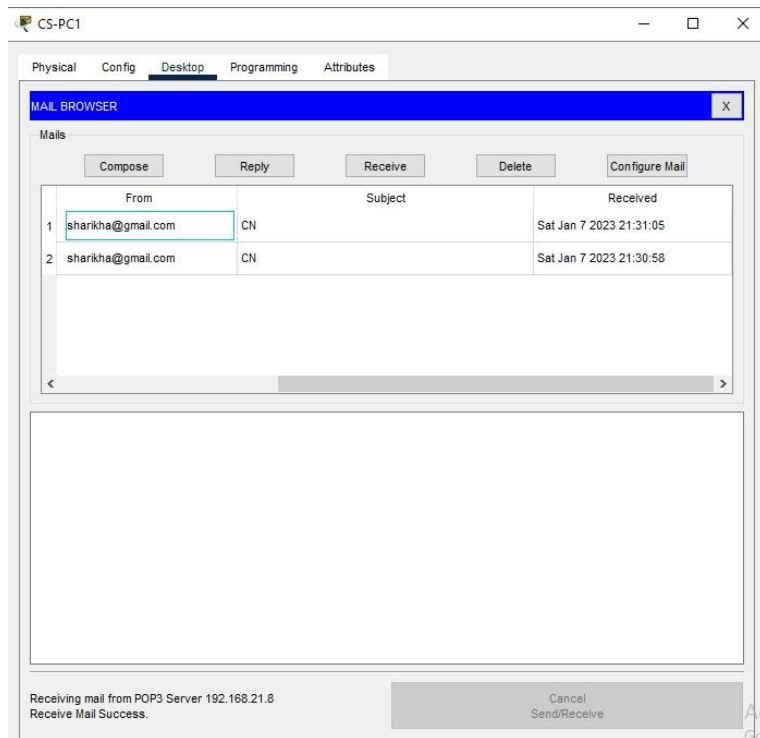 CS-PC1
Physical Config Desktop Programming Attributes
MAIL BROWSER X
Mails
Compose Reply Receive Delete Configure Mail
From Subject Received
1 sharikha@gmail.com CN Sat Jan 7 2023 21:31:05
2 sharikha@gmail.com CN Sat Jan 7 2023 21:30:58
Receiving mail from POP3 Server 192.168.21.8
Receive Mail Success.
Cancel
Send/Receive